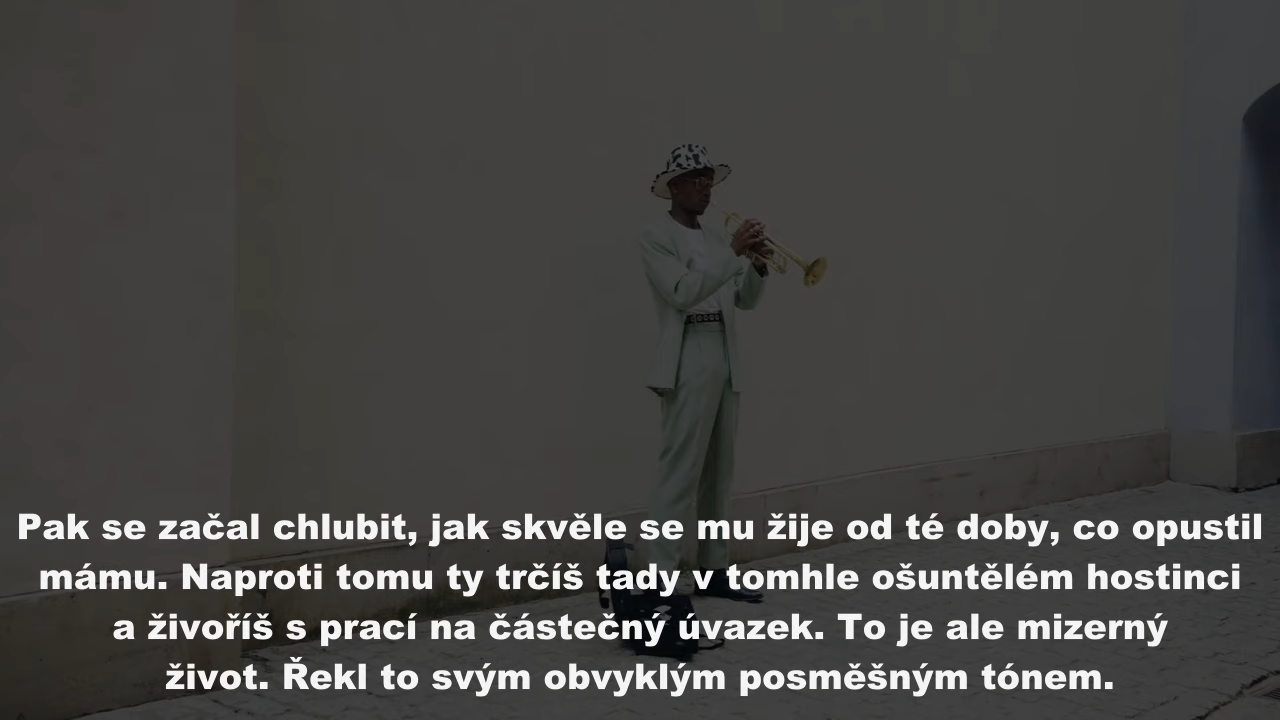 Pak se začal chlubit, jak skvěle se mu žije od té doby, co opustil
mámu. Naproti tomu ty trčíš tady v tomhle ošuntělém hostinci
a živoříš s prací na částečný úvazek. To je ale mizerný
život. Řekl to svým obvyklým posměšným tónem.